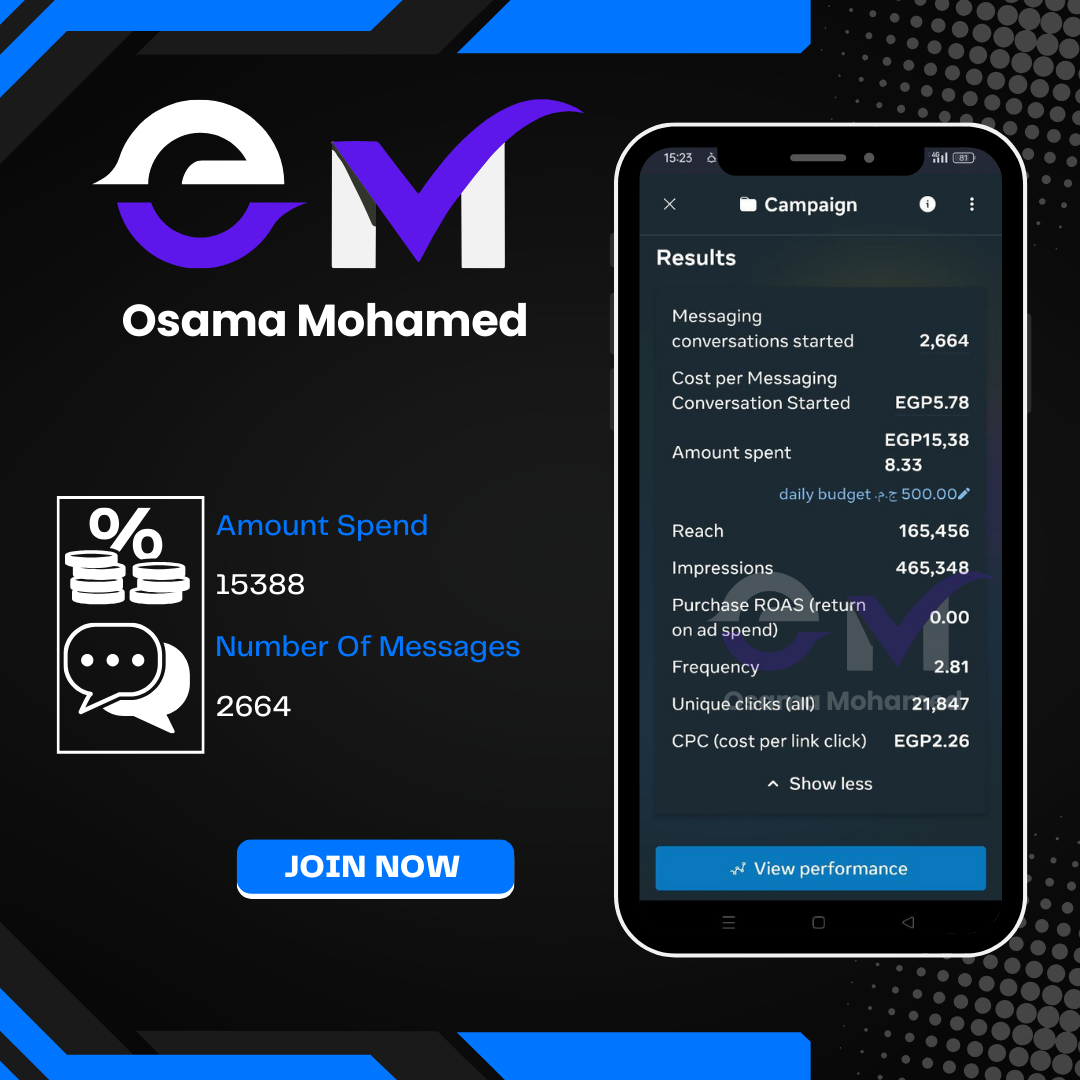 em
Osama Mohamed
%
Amount Spend
15388
Number Of Messages
2664
JOIN NOW
15:23
4G
81
Campaign
Results
Messaging
conversations started
2,664
Cost per Messaging
Conversation Started
EGP5.78
Amount spent
EGP15,38
8.33
daily budget ج.م.‏ 500.00
Reach
165,456
Impressions
465,348
Purchase ROAS (return
on ad spend)
0.00
Frequency
2.81
Unique clicks (all)
21,847
CPC (cost per link click)
EGP2.26
em
Osama Mohamed
Show less
View performance